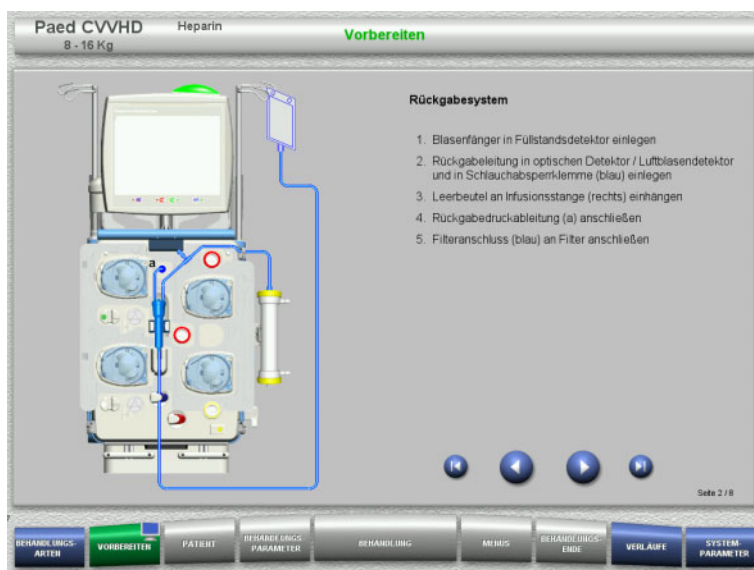 Paed CVVHD Heparin Vorbereiten
8 - 16 Kg
Rückgabesystem
1. Blasenfänger in Füllstandsdetektor einlegen
2. Rückgabeleitung in optischen Detektor / Luftblasendetektor
und in Schlauchabsperrklemme (blau) einlegen
3. Leerbeutel an Infusionsstange (rechts) einhängen
4. Rückgabedruckableitung (a) anschließen
5. Filteranschluss (blau) an Filter anschließen
a
Seite 2 / 8
BEHANDLUNGS-
ARTEN
VORBEREITEN
PATIENT
BEHANDLUNGS-
PARAMETER
BEHANDLUNG
MENUS
BEHANDLUNGS-
ENDE
VERLÄUFE
SYSTEM-
PARAMETER